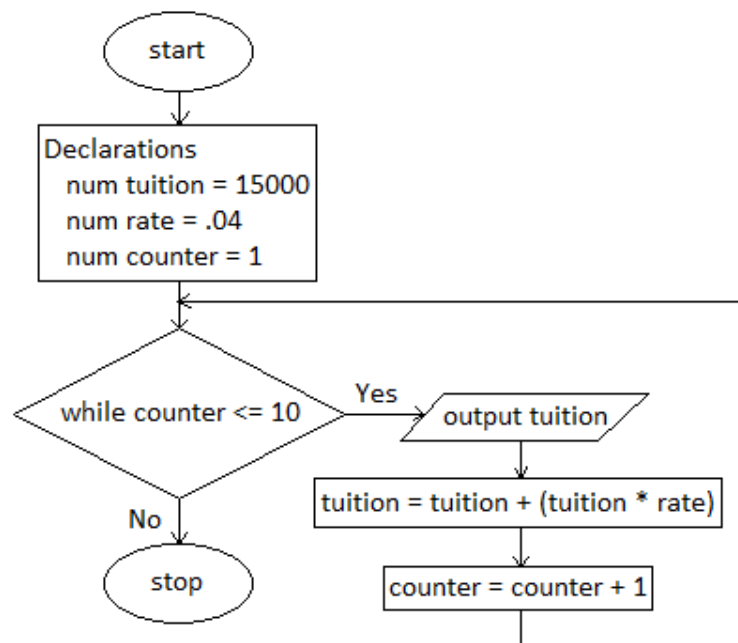 start
Declarations
num tuition = 15000
num rate = .04
num counter = 1
while counter <= 10
Yes
output tuition
tuition = tuition + (tuition * rate)
counter = counter + 1
No
stop